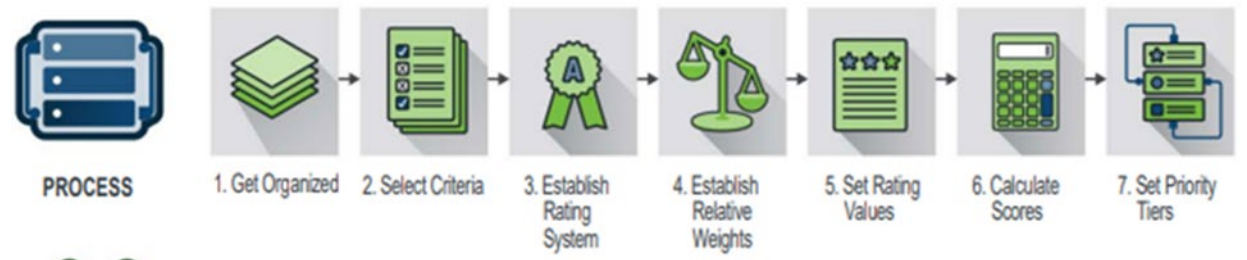 A
PROCESS
1. Get Organized
2. Select Criteria
3. Establish
Rating
System
4. Establish
Relative
Weights
5. Set Rating
Values
6. Calculate
Scores
7. Set Priority
Tiers